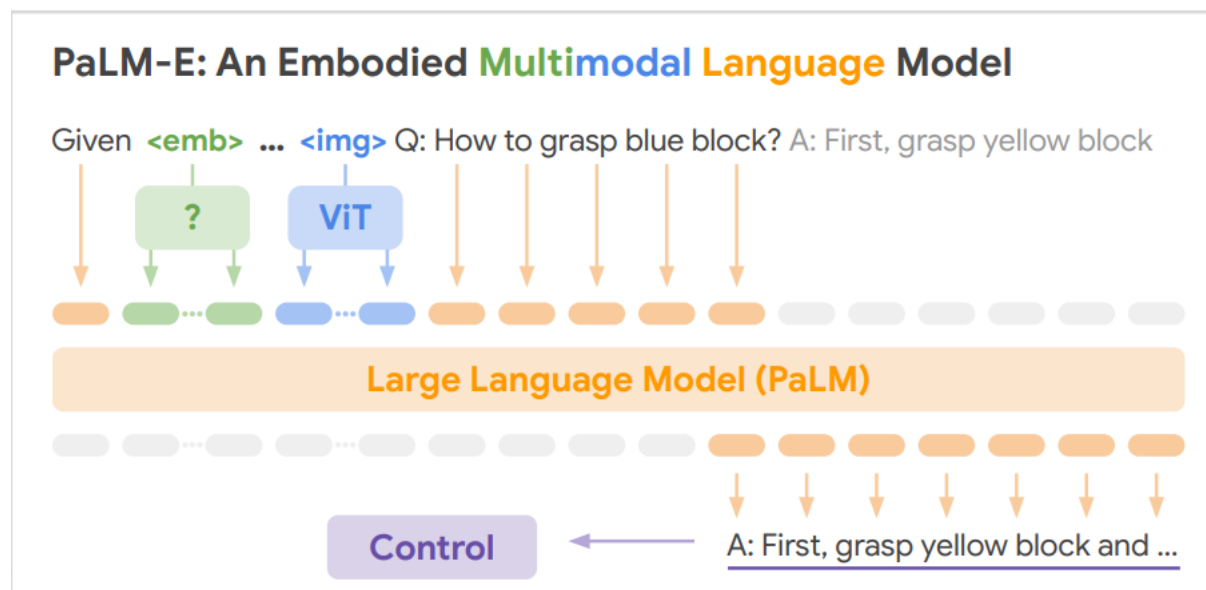 PaLM-E: An Embodied Multimodal Language Model
Given <emb> ... <img> Q: How to grasp blue block? A: First, grasp yellow block
? ViT
Large Language Model (PaLM)
Control A: First, grasp yellow block and ...